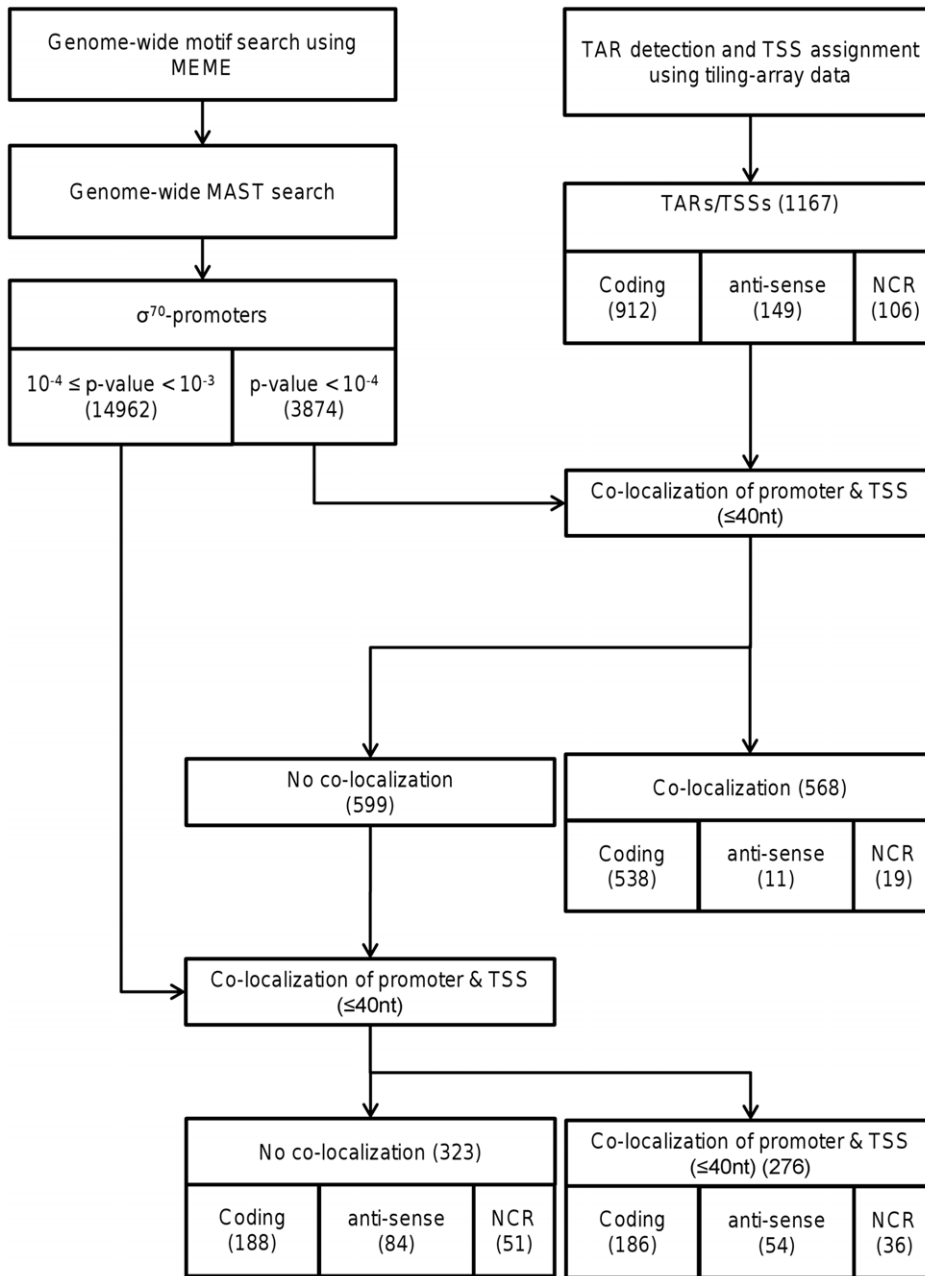 Genome-wide motif search using
MEME
TAR detection and TSS assignment
using tiling-array data
Genome-wide MAST search
TARs/TSSs (1167)
Coding
(912)
anti-sense
(149)
NCR
(106)
σ⁷⁰-promoters
10⁻⁴ ≤ p-value < 10⁻³
(14962)
p-value < 10⁻⁴
(3874)
Co-localization of promoter & TSS
(≤40nt)
No co-localization
(599)
Co-localization (568)
Coding
(538)
anti-sense
(11)
NCR
(19)
Co-localization of promoter & TSS
(≤40nt)
No co-localization (323)
Coding
(188)
anti-sense
(84)
NCR
(51)
Co-localization of promoter & TSS
(≤40nt) (276)
Coding
(186)
anti-sense
(54)
NCR
(36)